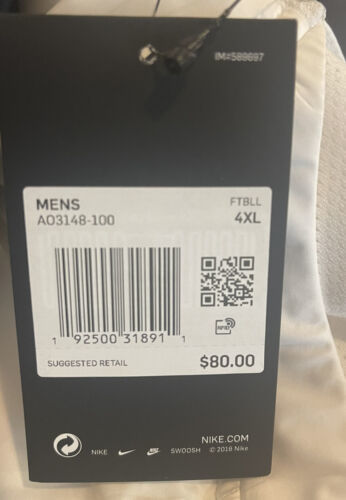 IM#589697
MENS FTBLL
AO3148-100 4XL
RFID
1 92500 31891 1
SUGGESTED RETAIL $80.00
NIKE.COM
NIKE SWOOSH © 2018 Nike